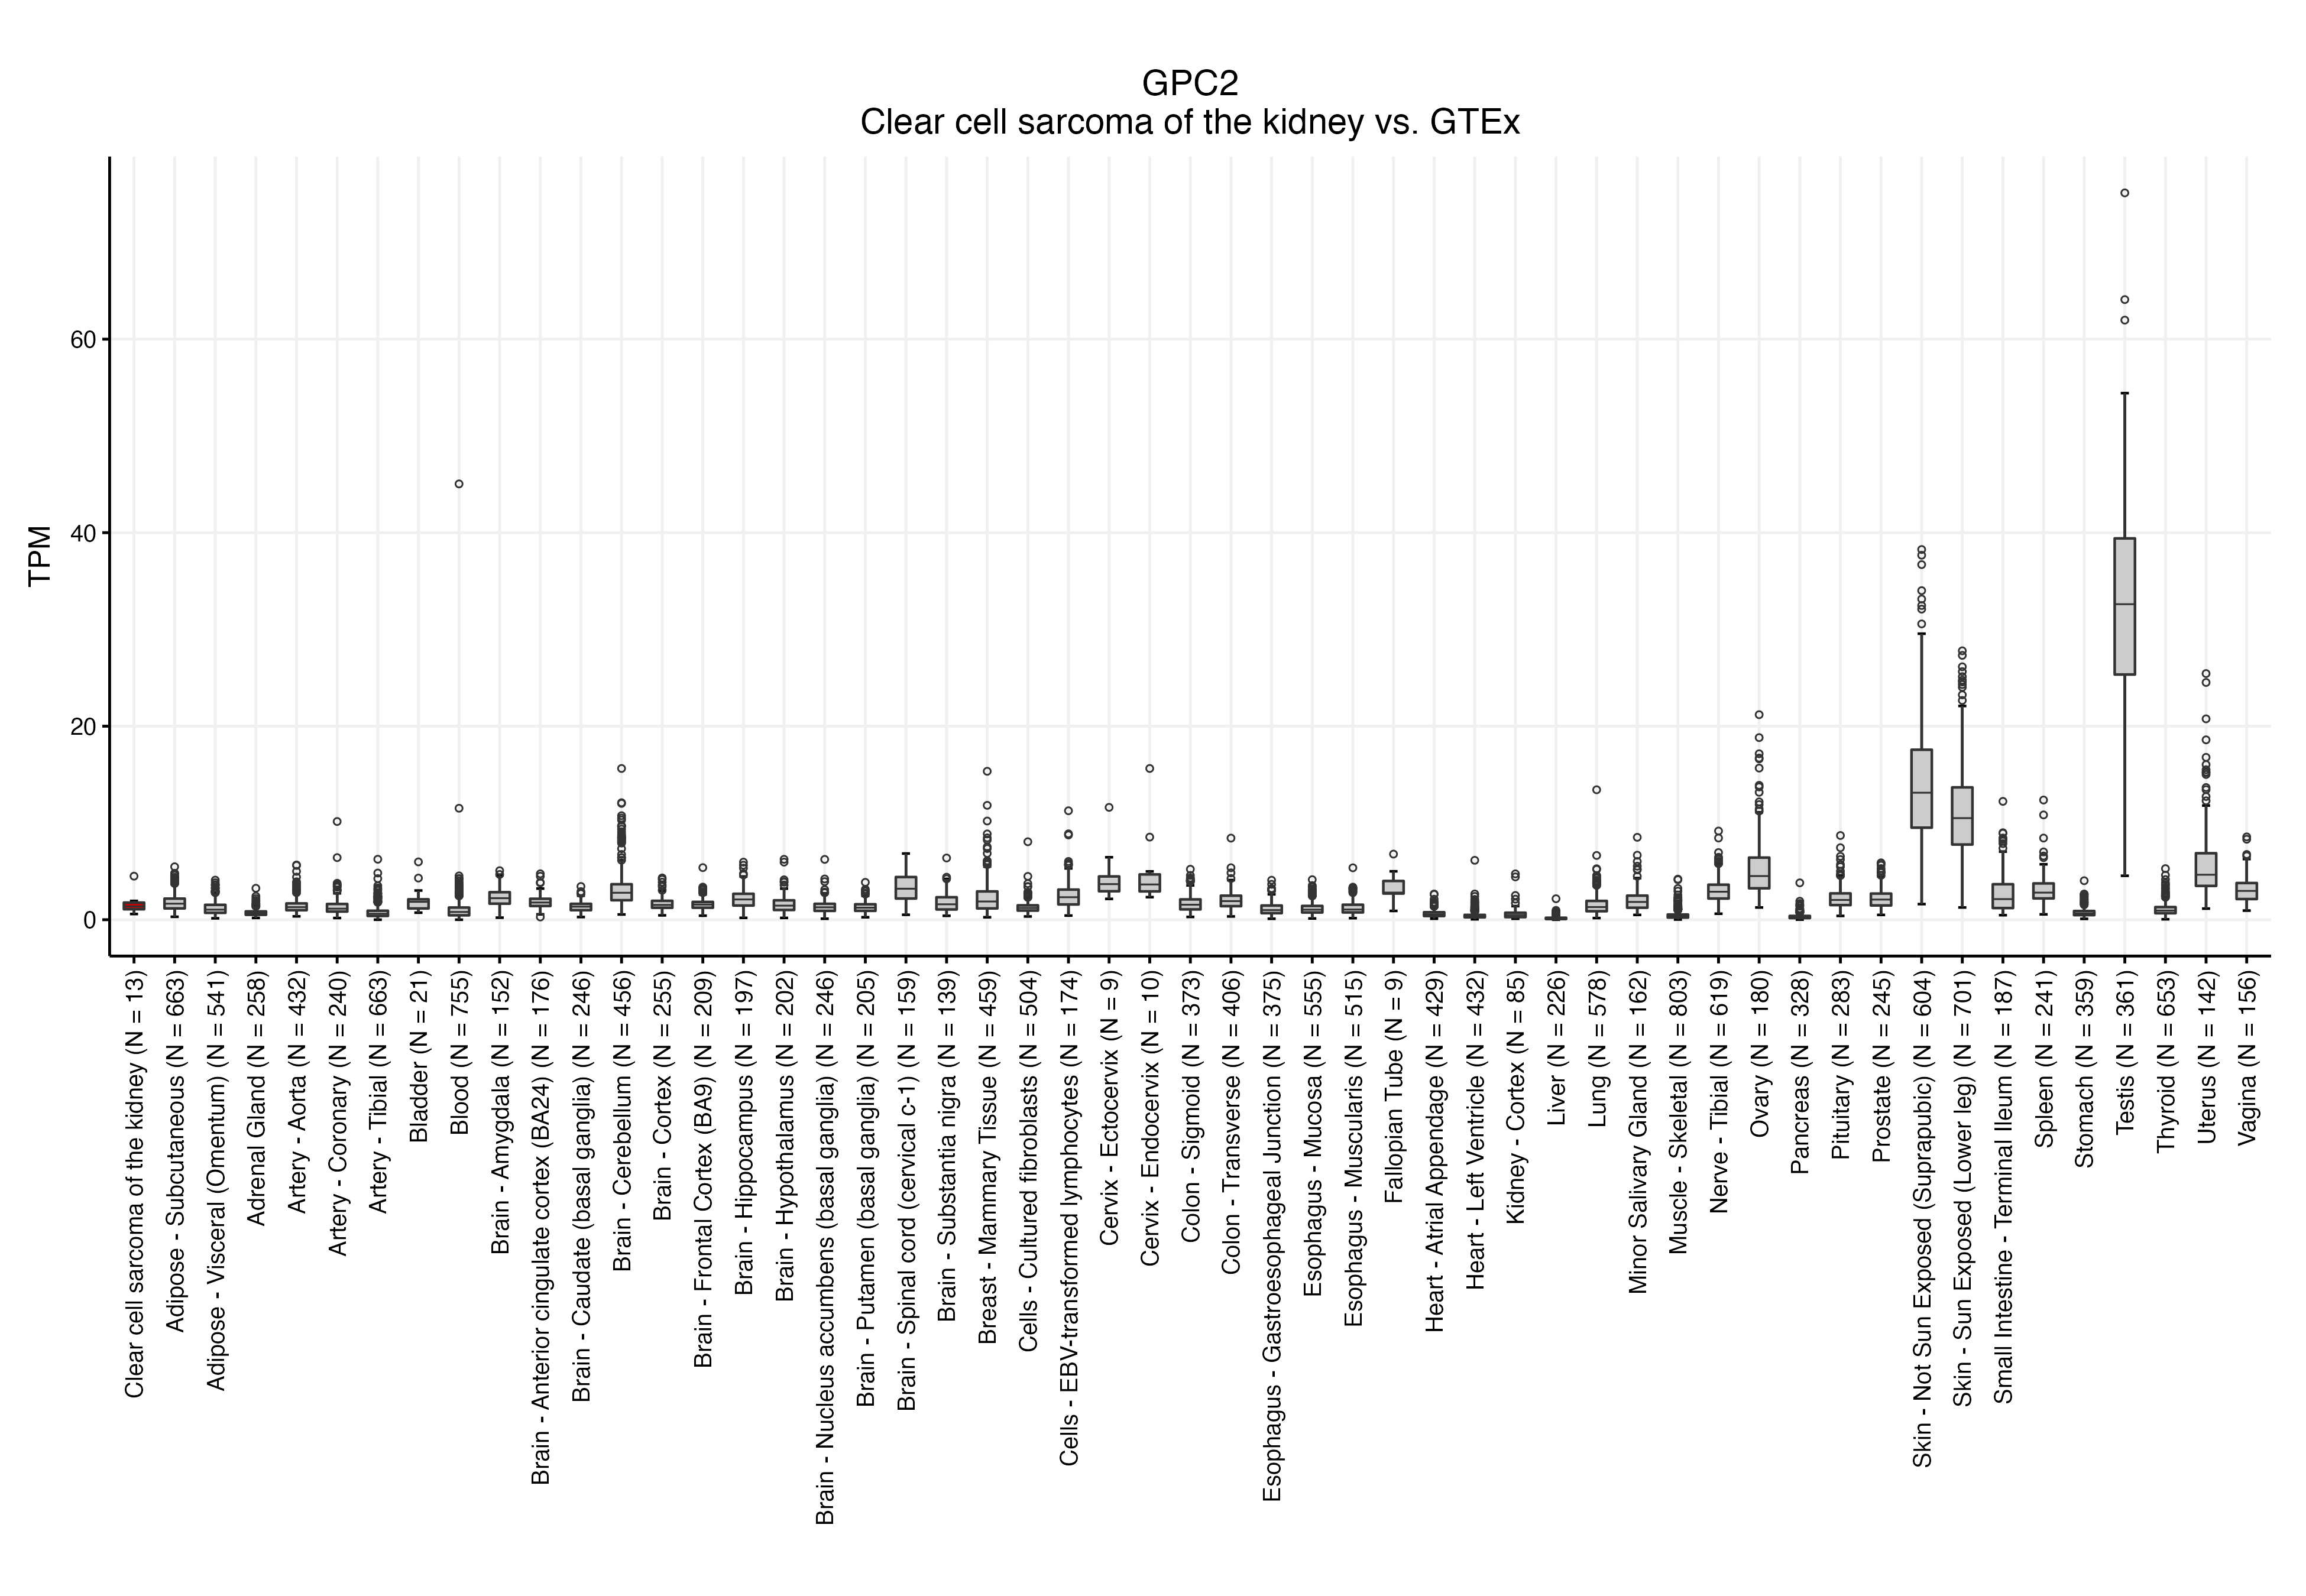 GPC2
Clear cell sarcoma of the kidney vs. GTEx
TPM
60
40
20
0
Clear cell sarcoma of the kidney (N = 13)
Adipose - Subcutaneous (N = 663)
Adipose - Visceral (Omentum) (N = 541)
Adrenal Gland (N = 258)
Artery - Aorta (N = 432)
Artery - Coronary (N = 240)
Artery - Tibial (N = 663)
Bladder (N = 21)
Blood (N = 755)
Brain - Amygdala (N = 152)
Brain - Anterior cingulate cortex (BA24) (N = 176)
Brain - Caudate (basal ganglia) (N = 246)
Brain - Cerebellum (N = 456)
Brain - Cortex (N = 255)
Brain - Frontal Cortex (BA9) (N = 209)
Brain - Hippocampus (N = 197)
Brain - Hypothalamus (N = 202)
Brain - Nucleus accumbens (basal ganglia) (N = 246)
Brain - Putamen (basal ganglia) (N = 205)
Brain - Spinal cord (cervical c-1) (N = 159)
Brain - Substantia nigra (N = 139)
Breast - Mammary Tissue (N = 459)
Cells - Cultured fibroblasts (N = 504)
Cells - EBV-transformed lymphocytes (N = 174)
Cervix - Ectocervix (N = 9)
Cervix - Endocervix (N = 10)
Colon - Sigmoid (N = 373)
Colon - Transverse (N = 406)
Esophagus - Gastroesophageal Junction (N = 375)
Esophagus - Mucosa (N = 555)
Esophagus - Muscularis (N = 515)
Fallopian Tube (N = 9)
Heart - Atrial Appendage (N = 429)
Heart - Left Ventricle (N = 432)
Kidney - Cortex (N = 85)
Liver (N = 226)
Lung (N = 578)
Minor Salivary Gland (N = 162)
Muscle - Skeletal (N = 803)
Nerve - Tibial (N = 619)
Ovary (N = 180)
Pancreas (N = 328)
Pituitary (N = 283)
Prostate (N = 245)
Skin - Not Sun Exposed (Suprapubic) (N = 604)
Skin - Sun Exposed (Lower leg) (N = 701)
Small Intestine - Terminal Ileum (N = 187)
Spleen (N = 241)
Stomach (N = 359)
Testis (N = 361)
Thyroid (N = 653)
Uterus (N = 142)
Vagina (N = 156)